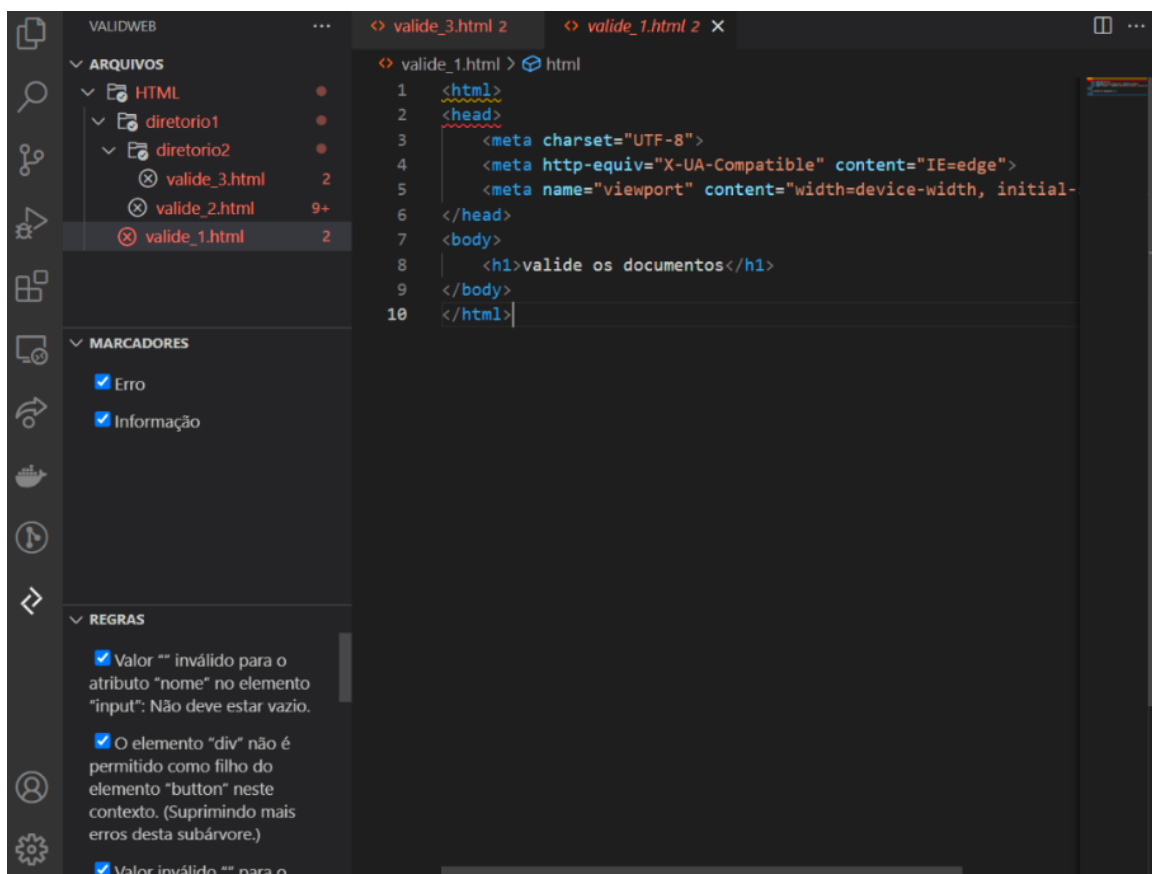 VALIDWEB
ARQUIVOS
HTML
diretorio1
diretorio2
valide_3.html 2
valide_2.html 9+
valide_1.html 2
MARCADORES
Erro
Informação
REGRAS
Valor "" inválido para o
atributo "nome" no elemento
"input": Não deve estar vazio.
O elemento "div" não é
permitido como filho do
elemento "button" neste
contexto. (Suprimindo mais
erros desta subárvore.)
Valor inválido "" para o
valide_3.html 2
valide_1.html 2
valide_1.html > html
1 <html>
2 <head>
3 <meta charset="UTF-8">
4 <meta http-equiv="X-UA-Compatible" content="IE=edge">
5 <meta name="viewport" content="width=device-width, initial-
6 </head>
7 <body>
8 <h1>valide os documentos</h1>
9 </body>
10 </html>